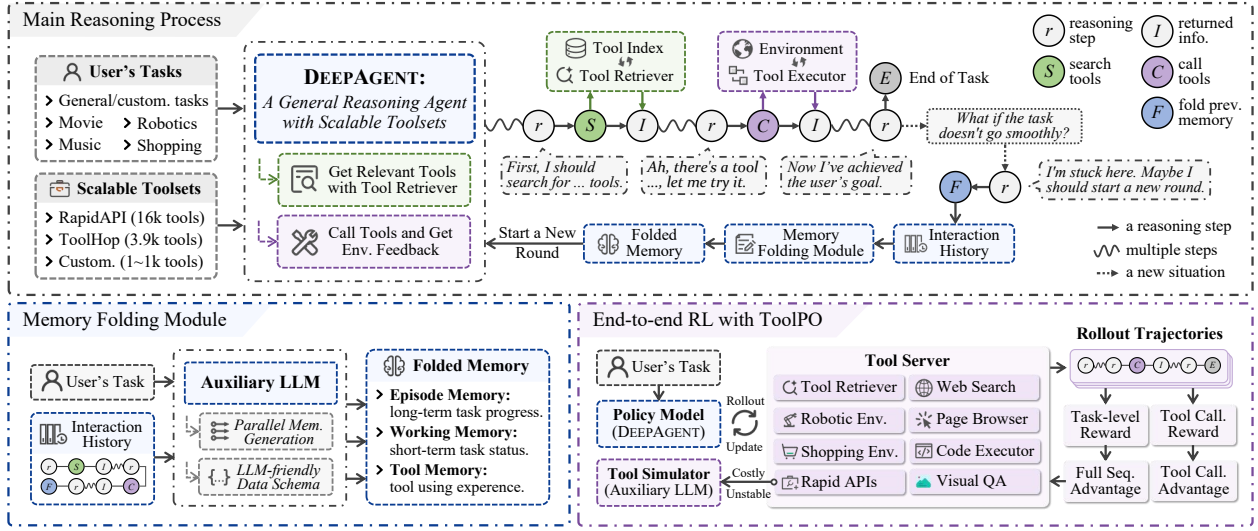 Main Reasoning Process
User's Tasks
General/custom. tasks
Movie
Robotics
Music
Shopping
Scalable Toolsets
RapidAPI (16k tools)
ToolHop (3.9k tools)
Custom. (1~1k tools)
DEEPAGENT:
A General Reasoning Agent
with Scalable Toolsets
Get Relevant Tools
with Tool Retriever
Call Tools and Get
Env. Feedback
Tool Index
Tool Retriever
Environment
Tool Executor
E End of Task
r S I r C I r
First, I should
search for ... tools.
Ah, there's a tool
..., let me try it.
Now I've achieved
the user's goal.
What if the task
doesn't go smoothly?
F r
I'm stuck here. Maybe I
should start a new round.
Start a New
Round
Folded
Memory
Memory
Folding Module
Interaction
History
r reasoning
step
I returned
info.
S search
tools
C call
tools
F fold prev.
memory
a reasoning step
multiple steps
a new situation
Memory Folding Module
User's Task
Interaction
History
r S I r
F r I C
Auxiliary LLM
Parallel Mem.
Generation
{...} LLM-friendly
Data Schema
Folded Memory
Episode Memory:
long-term task progress.
Working Memory:
short-term task status.
Tool Memory:
tool using experence.
End-to-end RL with ToolPO
User's Task
Policy Model
(DEEPAGENT)
Rollout
Update
Tool Simulator
(Auxiliary LLM)
Costly
Unstable
Tool Server
Tool Retriever
Web Search
Robotic Env.
Page Browser
Shopping Env.
Code Executor
Rapid APIs
Visual QA
Rollout Trajectories
r r C I r E
Task-level
Reward
Tool Call.
Reward
Full Seq.
Advantage
Tool Call.
Advantage